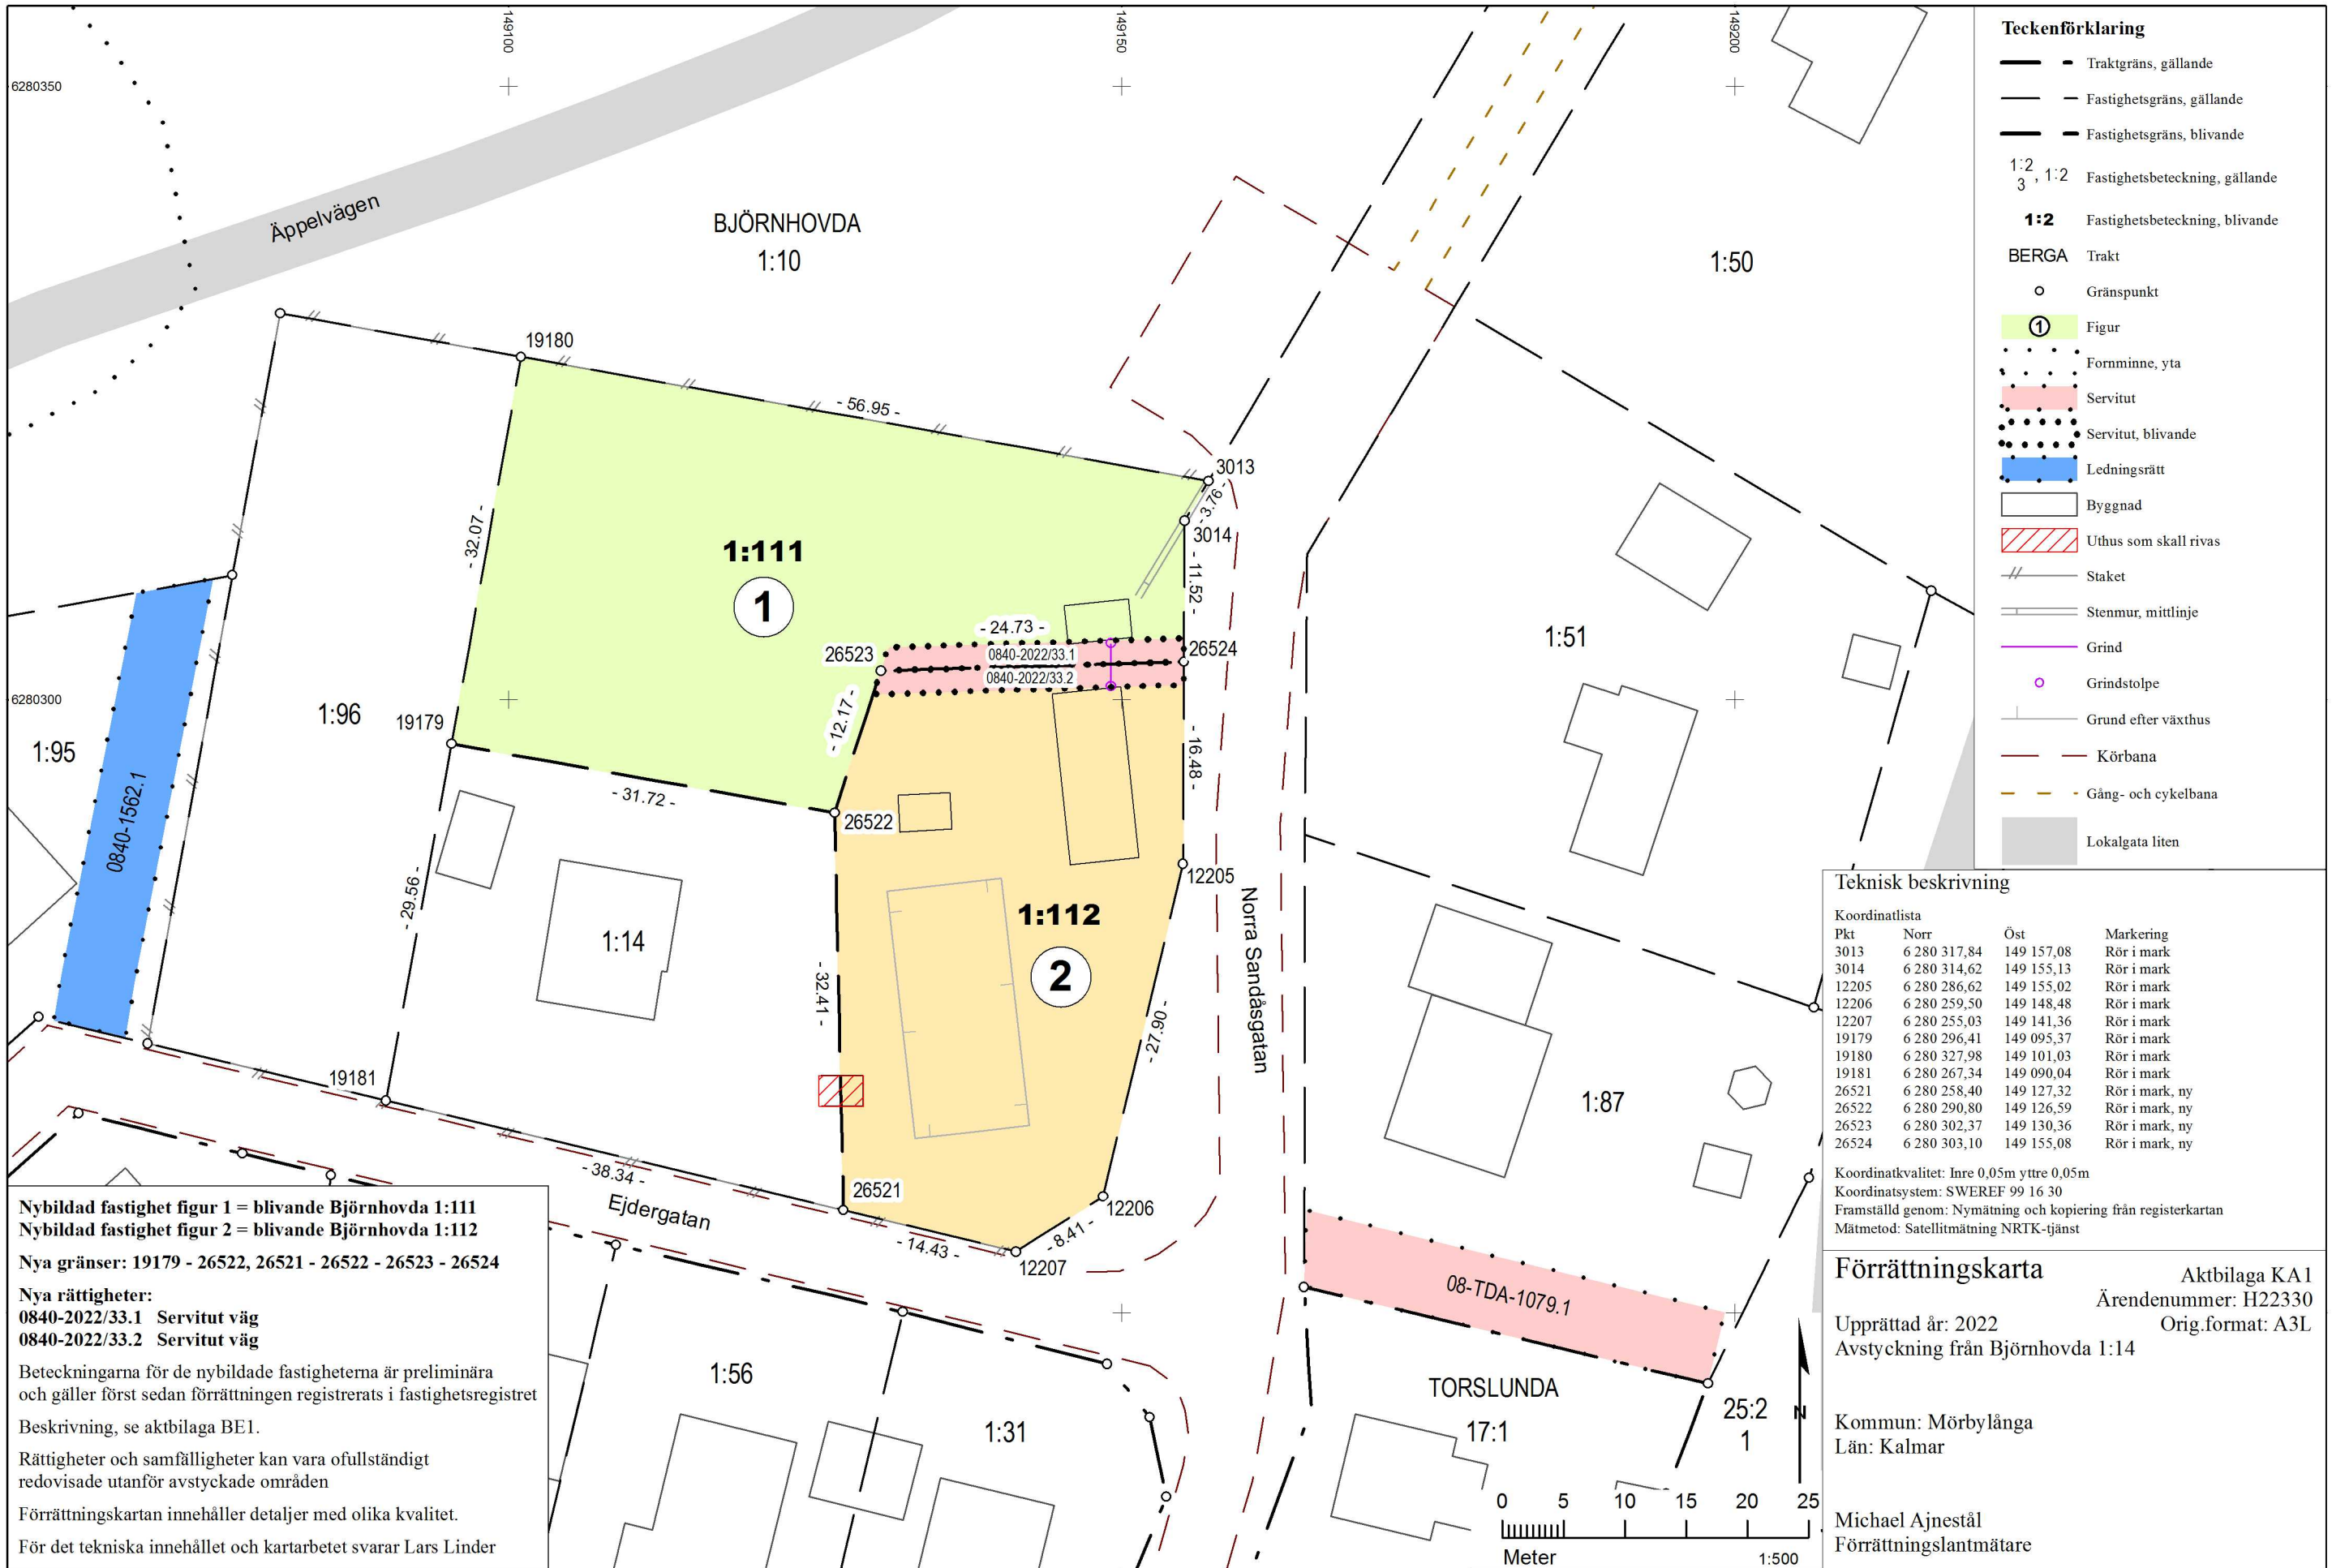 149100
149150
149200
6280350
6280300
Äppelvägen
BJÖRNHOVDA
1:10
1:50
19180
- 56.95 -
3013
- 3.76 -
3014
- 32.07 -
1:111
1
- 11.52 -
- 24.73 -
26523
0840-2022/33.1
26524
0840-2022/33.2
1:51
- 12.17 -
1:96
19179
1:95
- 16.48 -
- 31.72 -
26522
0840-1562.1
12205
- 29.56 -
1:14
1:112
2
- 32.41 -
Norra Sandåsgatan
- 27.90 -
19181
1:87
- 38.34 -
26521
12206
Ejdergatan
- 14.43 -
- 8.41 -
12207
08-TDA-1079.1
1:56
1:31
TORSLUNDA
17:1
25:2
1
N
0 5 10 15 20 25
Meter
1:500
Teckenförklaring
Traktgräns, gällande
Fastighetsgräns, gällande
Fastighetsgräns, blivande
1:2
3 , 1:2 Fastighetsbeteckning, gällande
1:2 Fastighetsbeteckning, blivande
BERGA Trakt
Gränspunkt
1 Figur
Fornminne, yta
Servitut
Servitut, blivande
Ledningsrätt
Byggnad
Uthus som skall rivas
Staket
Stenmur, mittlinje
Grind
Grindstolpe
Grund efter växthus
Körbana
Gång- och cykelbana
Lokalgata liten
Teknisk beskrivning
Koordinatlista
Pkt Norr Öst Markering
3013 6 280 317,84 149 157,08 Rör i mark
3014 6 280 314,62 149 155,13 Rör i mark
12205 6 280 286,62 149 155,02 Rör i mark
12206 6 280 259,50 149 148,48 Rör i mark
12207 6 280 255,03 149 141,36 Rör i mark
19179 6 280 296,41 149 095,37 Rör i mark
19180 6 280 327,98 149 101,03 Rör i mark
19181 6 280 267,34 149 090,04 Rör i mark
26521 6 280 258,40 149 127,32 Rör i mark, ny
26522 6 280 290,80 149 126,59 Rör i mark, ny
26523 6 280 302,37 149 130,36 Rör i mark, ny
26524 6 280 303,10 149 155,08 Rör i mark, ny
Koordinatkvalitet: Inre 0,05m yttre 0,05m
Koordinatsystem: SWEREF 99 16 30
Framställd genom: Nymätning och kopiering från registerkartan
Mätmetod: Satellitmätning NRTK-tjänst
Förrättningskarta
Aktbilaga KA1
Ärendenummer: H22330
Upprättad år: 2022 Orig.format: A3L
Avstyckning från Björnhovda 1:14
Kommun: Mörbylånga
Län: Kalmar
Michael Ajnestål
Förrättningslantmätare
Nybildad fastighet figur 1 = blivande Björnhovda 1:111
Nybildad fastighet figur 2 = blivande Björnhovda 1:112
Nya gränser: 19179 - 26522, 26521 - 26522 - 26523 - 26524
Nya rättigheter:
0840-2022/33.1 Servitut väg
0840-2022/33.2 Servitut väg
Beteckningarna för de nybildade fastigheterna är preliminära
och gäller först sedan förrättningen registrerats i fastighetsregistret
Beskrivning, se aktbilaga BE1.
Rättigheter och samfälligheter kan vara ofullständigt
redovisade utanför avstyckade områden
Förrättningskartan innehåller detaljer med olika kvalitet.
För det tekniska innehållet och kartarbetet svarar Lars Linder